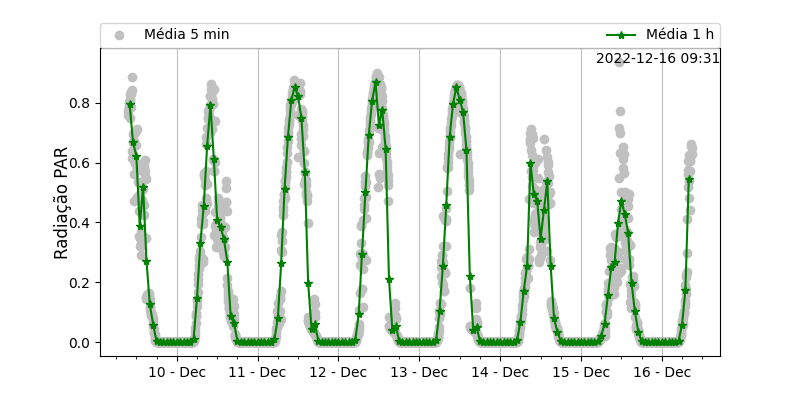 Média 5 min
Média 1 h
2022-12-16 09:31
Radiação PAR
0.8
0.6
0.4
0.2
0.0
10 - Dec
11 - Dec
12 - Dec
13 - Dec
14 - Dec
15 - Dec
16 - Dec